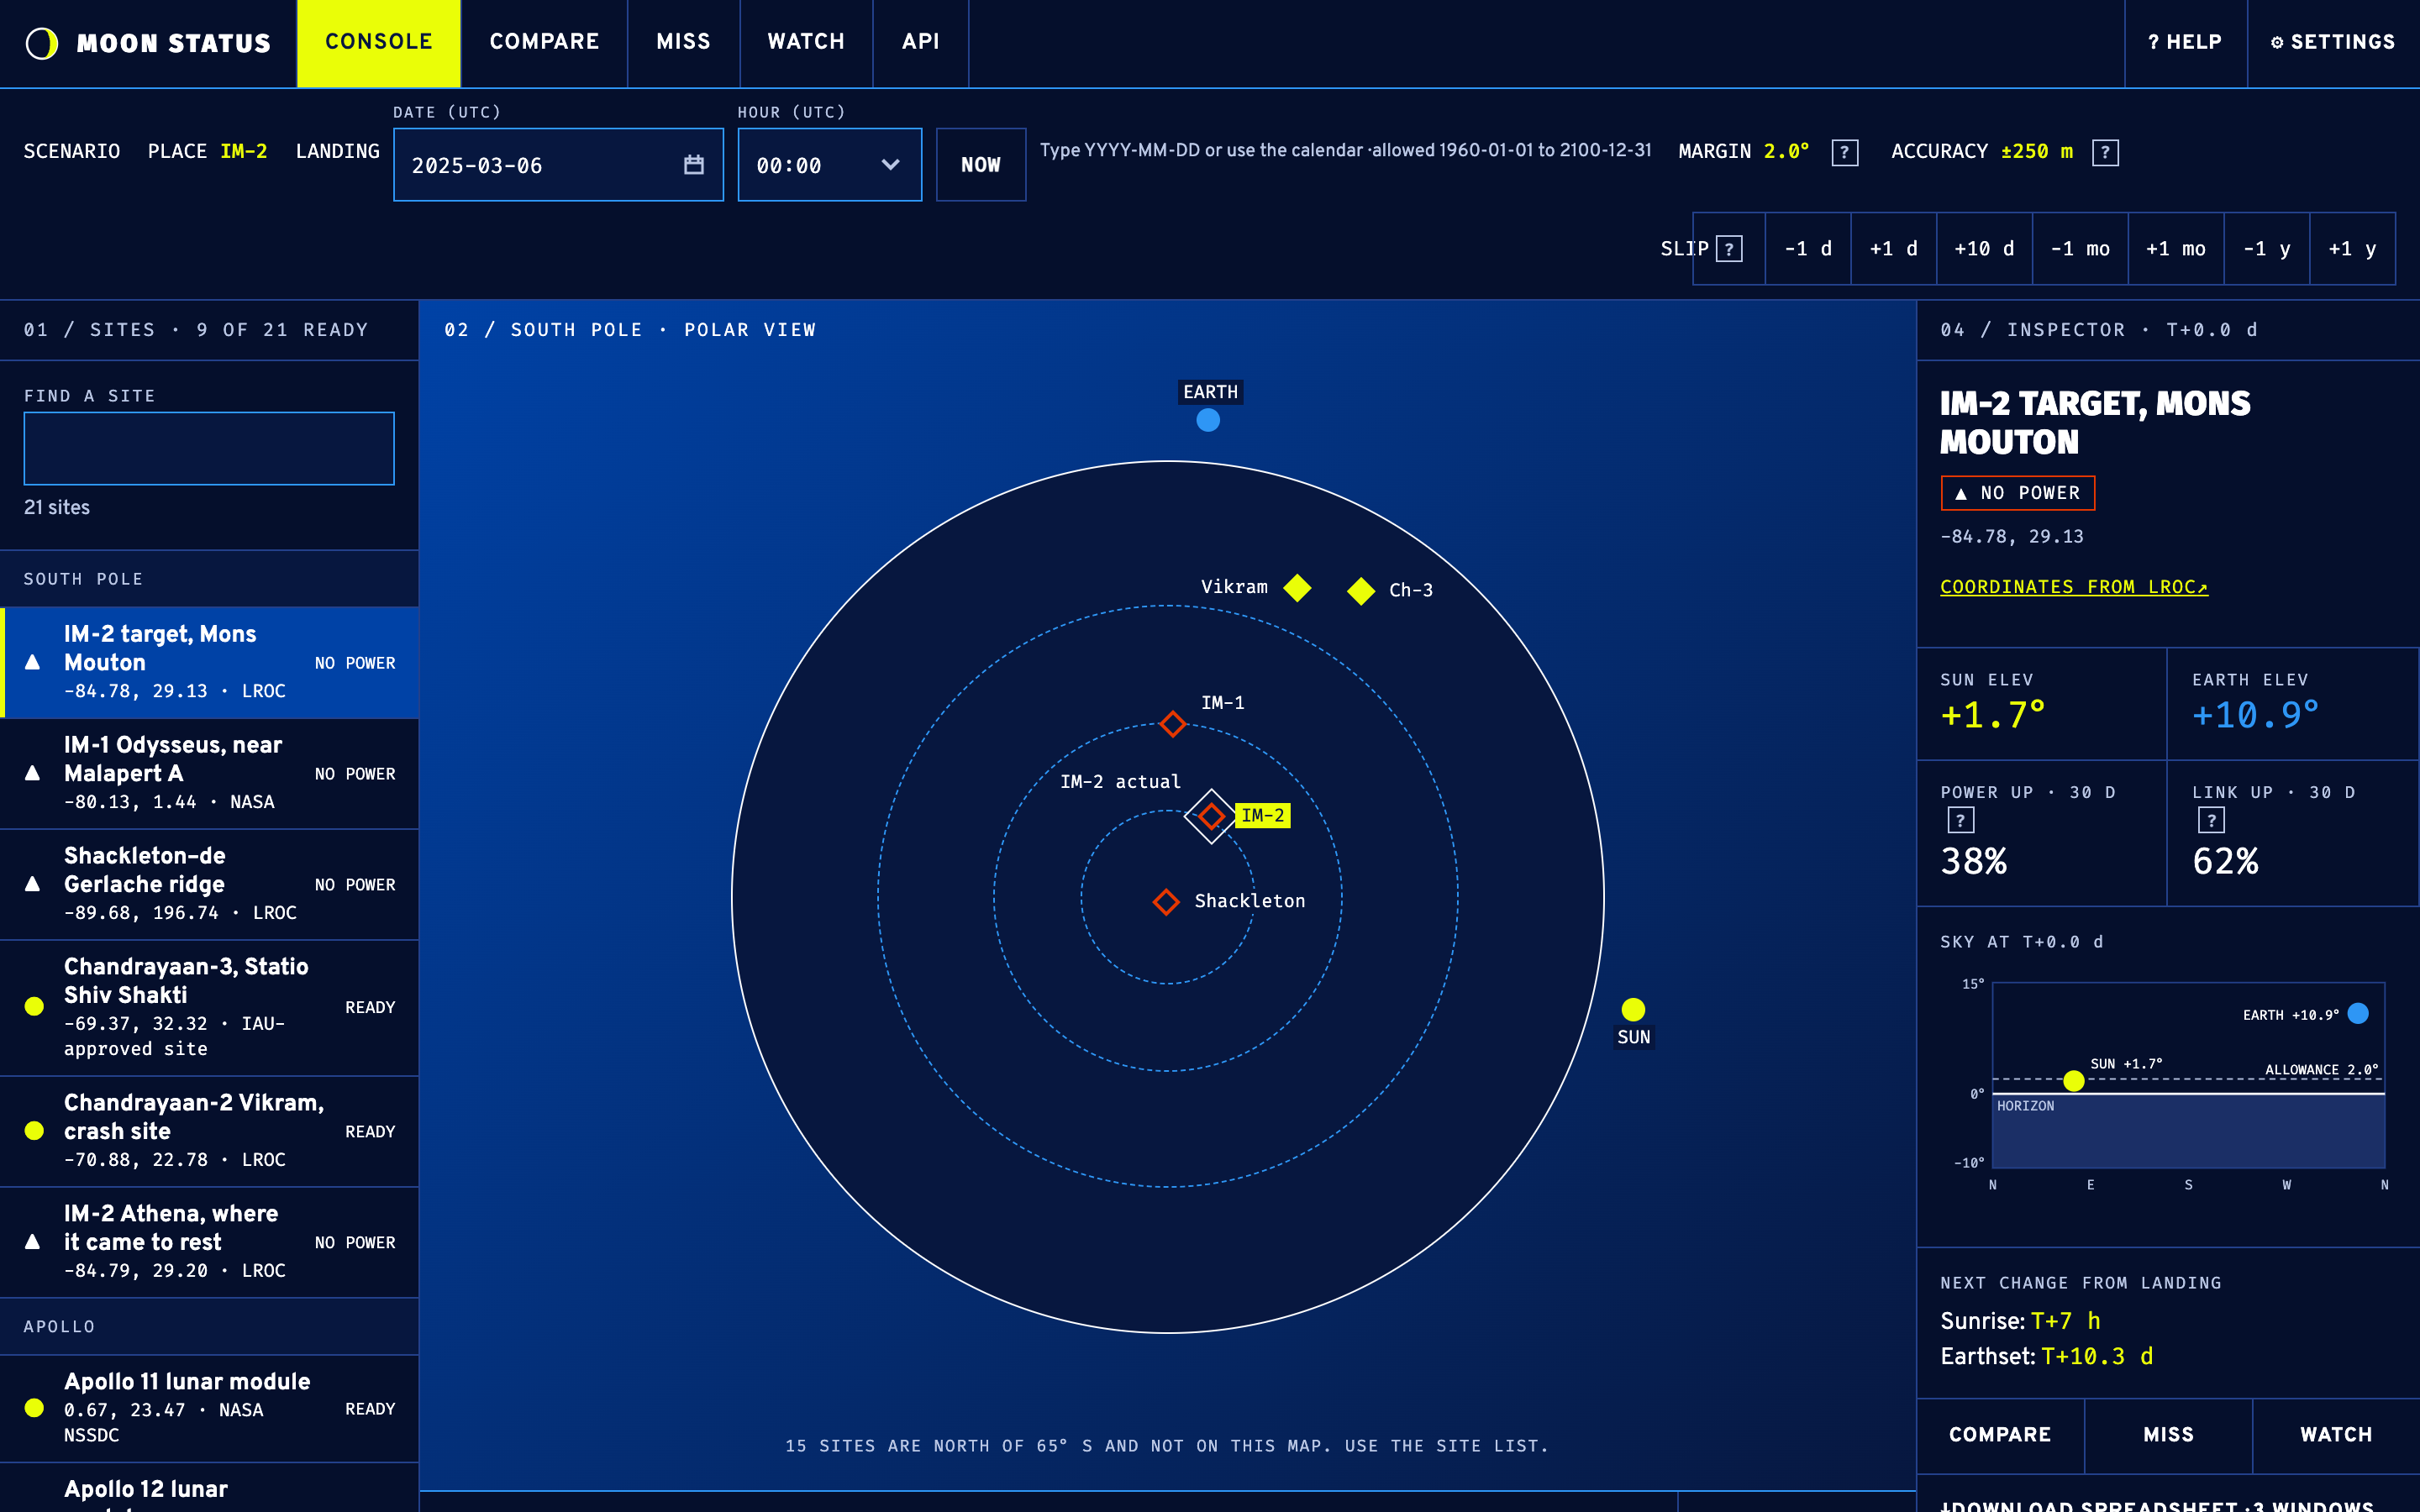 MOON STATUS
CONSOLE
COMPARE
MISS
WATCH
API
? HELP
⚙ SETTINGS
SCENARIO
PLACE IM-2
LANDING
DATE (UTC)
2025-03-06
HOUR (UTC)
00:00
NOW
Type YYYY-MM-DD or use the calendar · allowed 1960-01-01 to 2100-12-31
MARGIN 2.0° ?
ACCURACY ±250 m ?
SLIP ?
-1 d
+1 d
+10 d
-1 mo
+1 mo
-1 y
+1 y
01 / SITES · 9 OF 21 READY
FIND A SITE
21 sites
SOUTH POLE
IM-2 target, Mons
Mouton
NO POWER
-84.78, 29.13 · LROC
IM-1 Odysseus, near
Malapert A
NO POWER
-80.13, 1.44 · NASA
Shackleton–de
Gerlache ridge
NO POWER
-89.68, 196.74 · LROC
Chandrayaan-3, Statio
Shiv Shakti
READY
-69.37, 32.32 · IAU-
approved site
Chandrayaan-2 Vikram,
crash site
READY
-70.88, 22.78 · LROC
IM-2 Athena, where
it came to rest
NO POWER
-84.79, 29.20 · LROC
APOLLO
Apollo 11 lunar module
0.67, 23.47 · NASA
NSSDC
READY
Apollo 12 lunar
02 / SOUTH POLE · POLAR VIEW
EARTH
Vikram
Ch-3
IM-1
IM-2 actual
IM-2
Shackleton
SUN
15 SITES ARE NORTH OF 65° S AND NOT ON THIS MAP. USE THE SITE LIST.
04 / INSPECTOR · T+0.0 d
IM-2 TARGET, MONS
MOUTON
▲ NO POWER
-84.78, 29.13
COORDINATES FROM LROC↗
SUN ELEV
+1.7°
EARTH ELEV
+10.9°
POWER UP · 30 D
?
38%
LINK UP · 30 D
?
62%
SKY AT T+0.0 d
15°
EARTH +10.9°
SUN +1.7°
ALLOWANCE 2.0°
0°
HORIZON
-10°
N E S W N
NEXT CHANGE FROM LANDING
Sunrise: T+7 h
Earthset: T+10.3 d
COMPARE
MISS
WATCH
↓DOWNLOAD SPREADSHEET · 3 WINDOWS